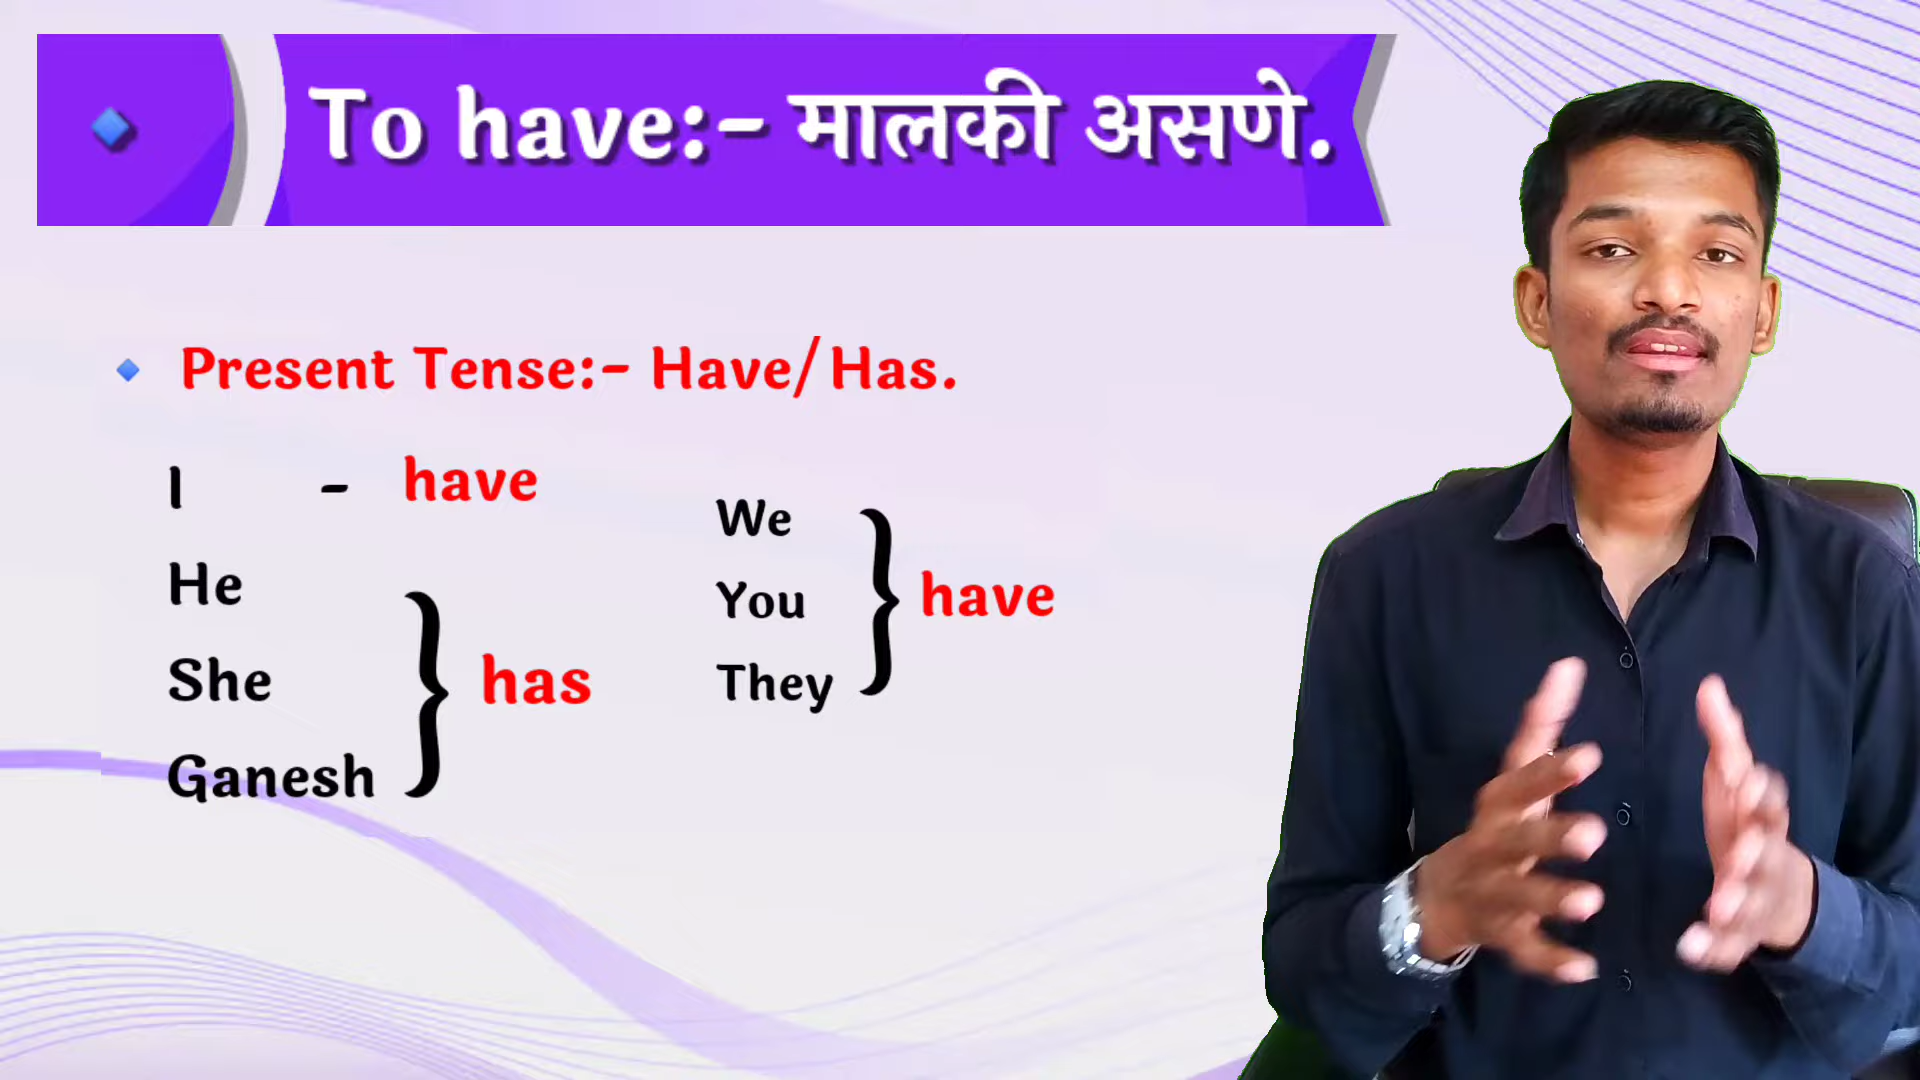 To have:- मालकी असणे.
Present Tense:- Have/Has.
I - have
He
She
Ganesh
has
We
You
They
have